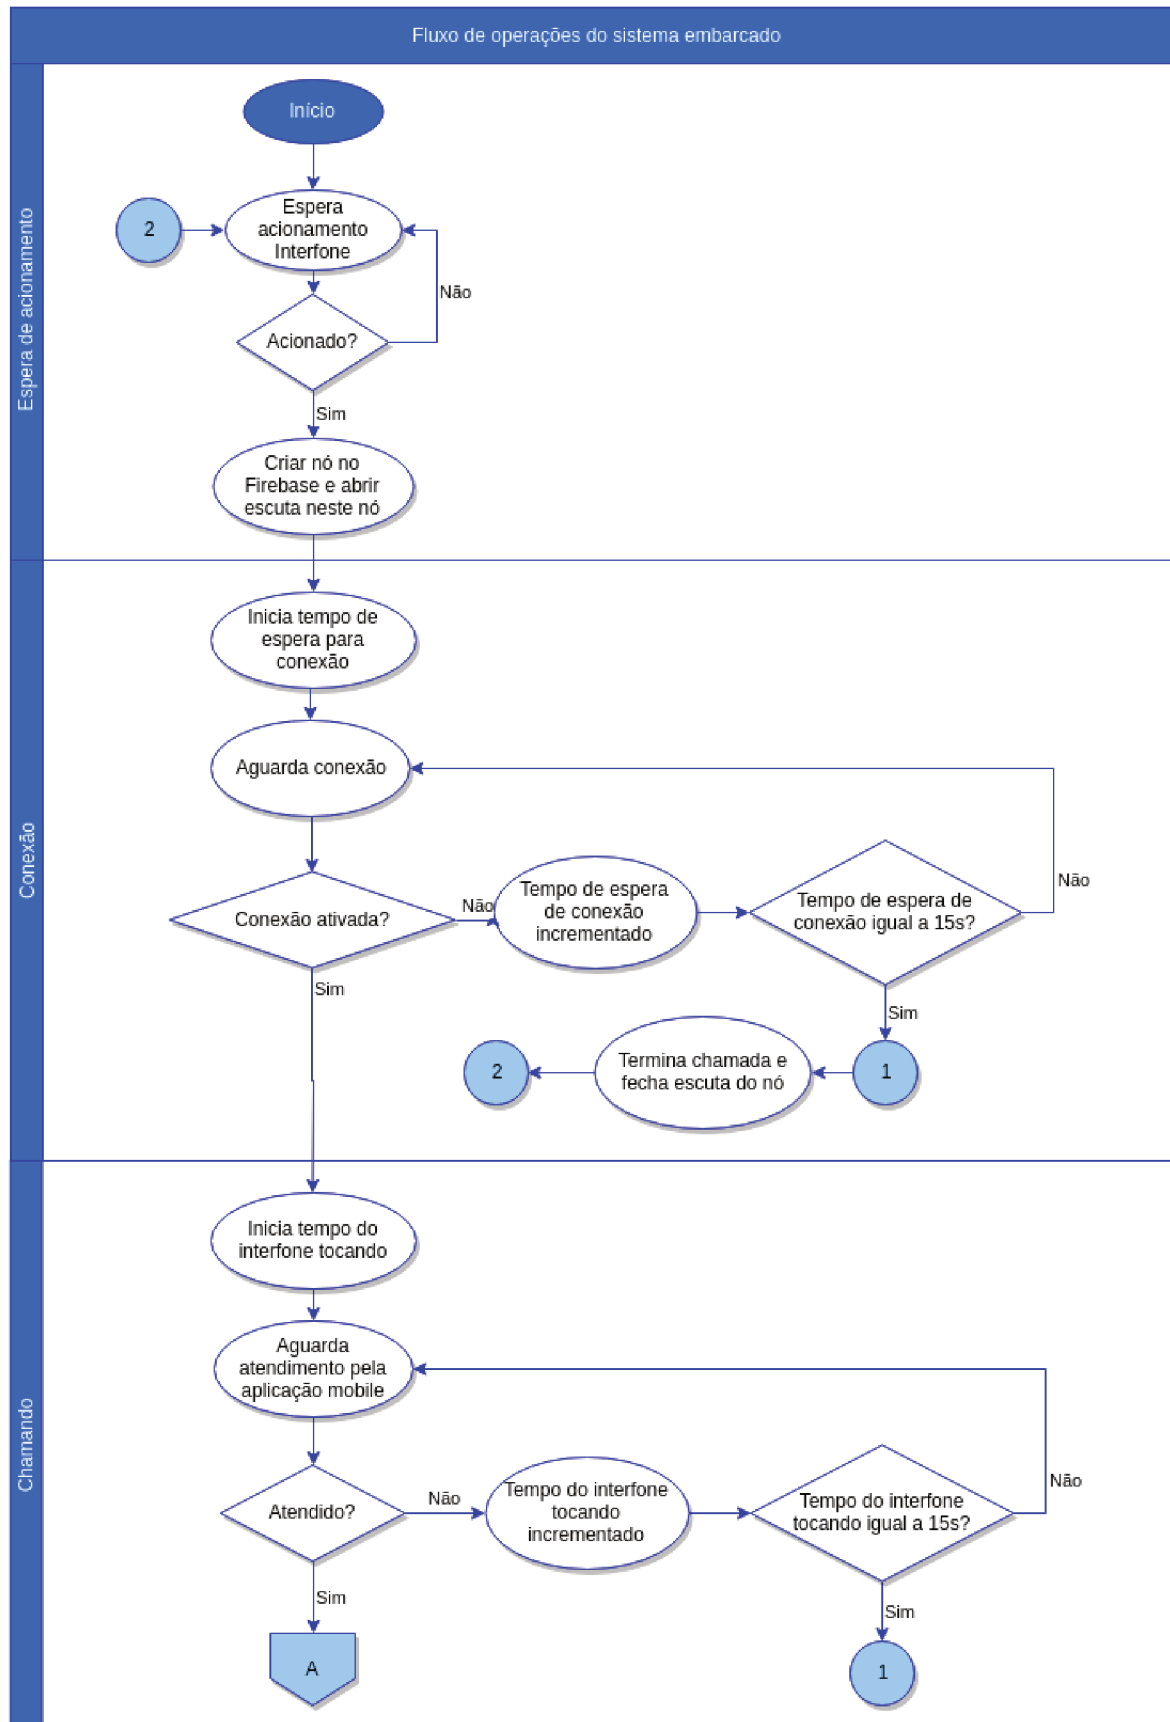 Fluxo de operações do sistema embarcado
Espera de acionamento
Início
2
Espera
acionamento
Interfone
Não
Acionado?
Sim
Criar nó no
Firebase e abrir
escuta neste nó
Conexão
Inicia tempo de
espera para
conexão
Aguarda conexão
Conexão ativada?
Não
Tempo de espera
de conexão
incrementado
Tempo de espera de
conexão igual a 15s?
Não
Sim
Sim
2
Termina chamada e
fecha escuta do nó
1
Chamando
Inicia tempo do
interfone tocando
Aguarda
atendimento pela
aplicação mobile
Atendido?
Não
Tempo do interfone
tocando
incrementado
Tempo do interfone
tocando igual a 15s?
Não
Sim
Sim
A
1